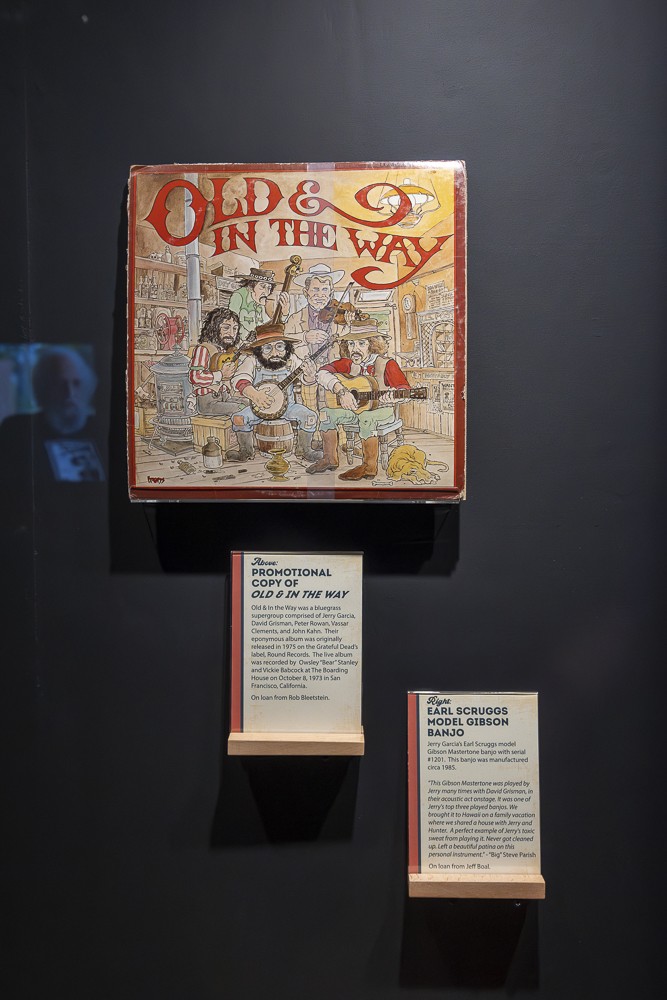 OLD &
IN THE WAY
Above:
PROMOTIONAL
COPY OF
OLD & IN THE WAY
Old & In the Way was a bluegrass
supergroup comprised of Jerry Garcia,
David Grisman, Peter Rowan, Vassar
Clements, and John Kahn. Their
eponymous album was originally
released in 1975 on the Grateful Dead's
label, Round Records. The live album
was recorded by Owsley "Bear" Stanley
and Vickie Babcock at The Boarding
House on October 8, 1973 in San
Francisco, California.
On loan from Rob Bleetstein.
Right:
EARL SCRUGGS
MODEL GIBSON
BANJO
Jerry Garcia's Earl Scruggs model
Gibson Mastertone banjo with serial
#1201. This banjo was manufactured
circa 1985.
"This Gibson Mastertone was played by
Jerry many times with David Grisman, in
their acoustic act onstage. It was one of
Jerry's top three played banjos. We
brought it to Hawaii on a family vacation
where we shared a house with Jerry and
Hunter. A perfect example of Jerry's toxic
sweat from playing it. Never got cleaned
up. Left a beautiful patina on this
personal instrument." - "Big" Steve Parish
On loan from Jeff Boal.